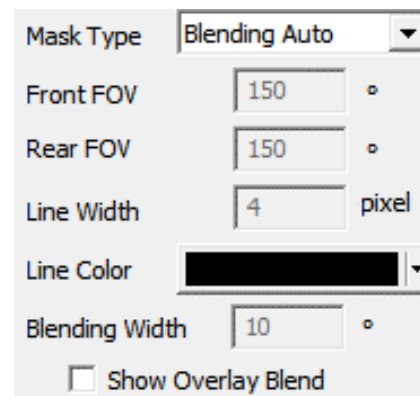 Mask Type Blending Auto
Front FOV 150 °
Rear FOV 150 °
Line Width 4 pixel
Line Color
Blending Width 10 °
Show Overlay Blend